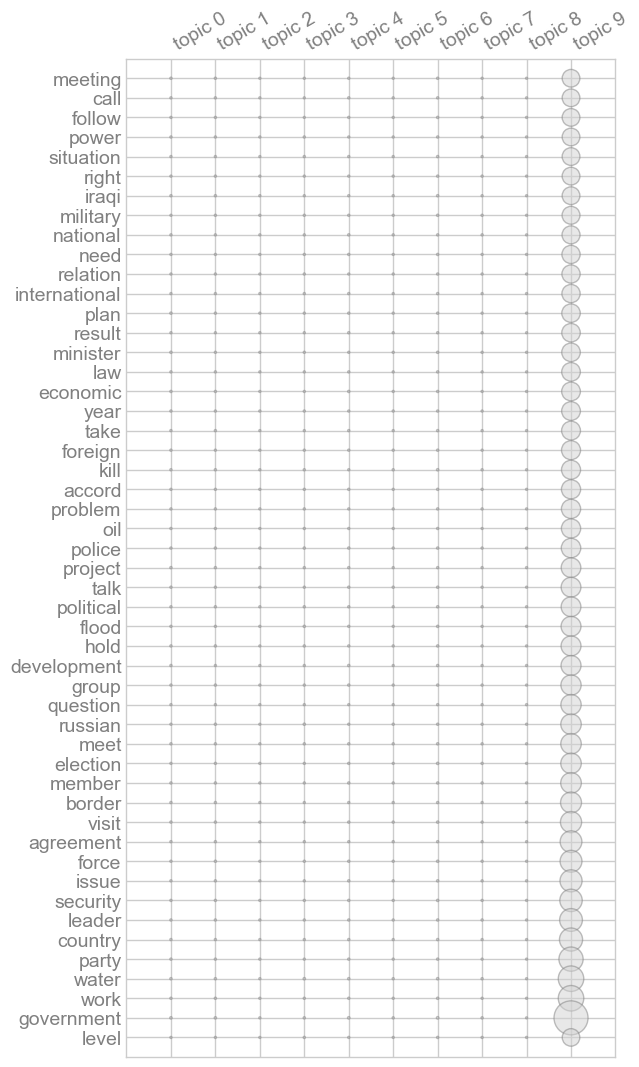 topic 0 topic 1 topic 2 topic 3 topic 4 topic 5 topic 6 topic 7 topic 8 topic 9
meeting
call
follow
power
situation
right
iraqi
military
national
need
relation
international
plan
result
minister
law
economic
year
take
foreign
kill
accord
problem
oil
police
project
talk
political
flood
hold
development
group
question
russian
meet
election
member
border
visit
agreement
force
issue
security
leader
country
party
water
work
government
level